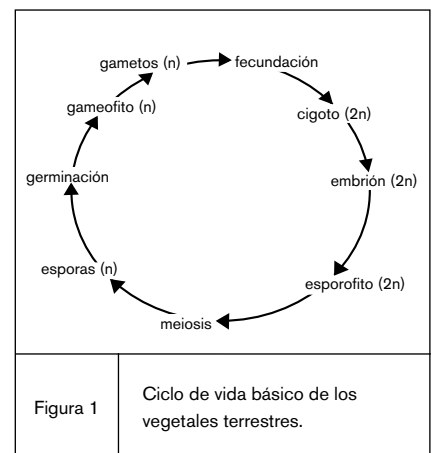 gametos (n)
fecundación
gameofito (n)
cigoto (2n)
germinación
embrión (2n)
esporas (n)
esporofito (2n)
meiosis
Figura 1
Ciclo de vida básico de los
vegetales terrestres.